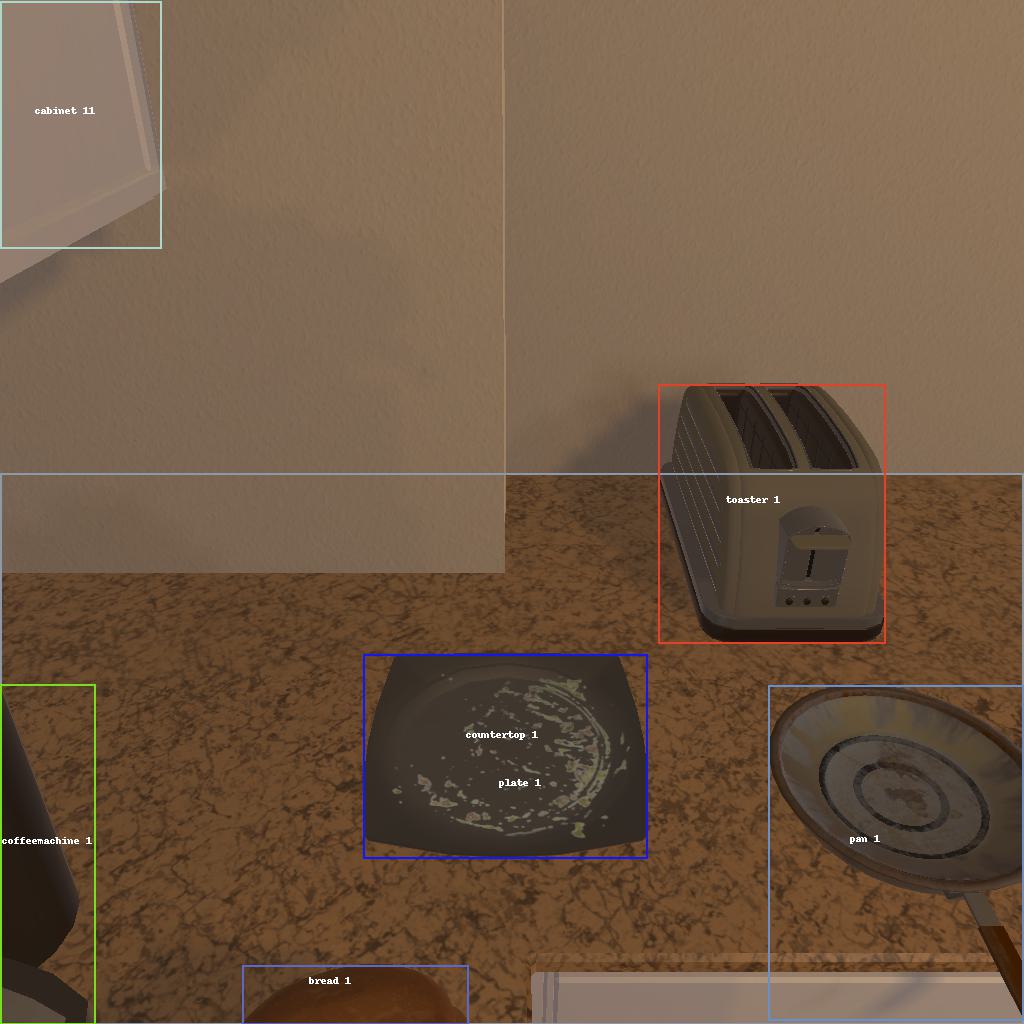 cabinet 11
toaster 1
countertop 1
plate 1
coffeemachine 1
pan 1
bread 1